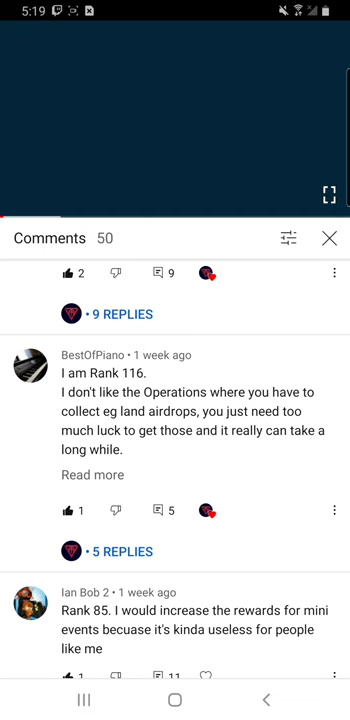 5:19
Comments 50
2 9
• 9 REPLIES
BestOfPiano • 1 week ago
I am Rank 116.
I don't like the Operations where you have to
collect eg land airdrops, you just need too
much luck to get those and it really can take a
long while.
Read more
1 5
• 5 REPLIES
Ian Bob 2 • 1 week ago
Rank 85. I would increase the rewards for mini
events becuase it's kinda useless for people
like me
1 11